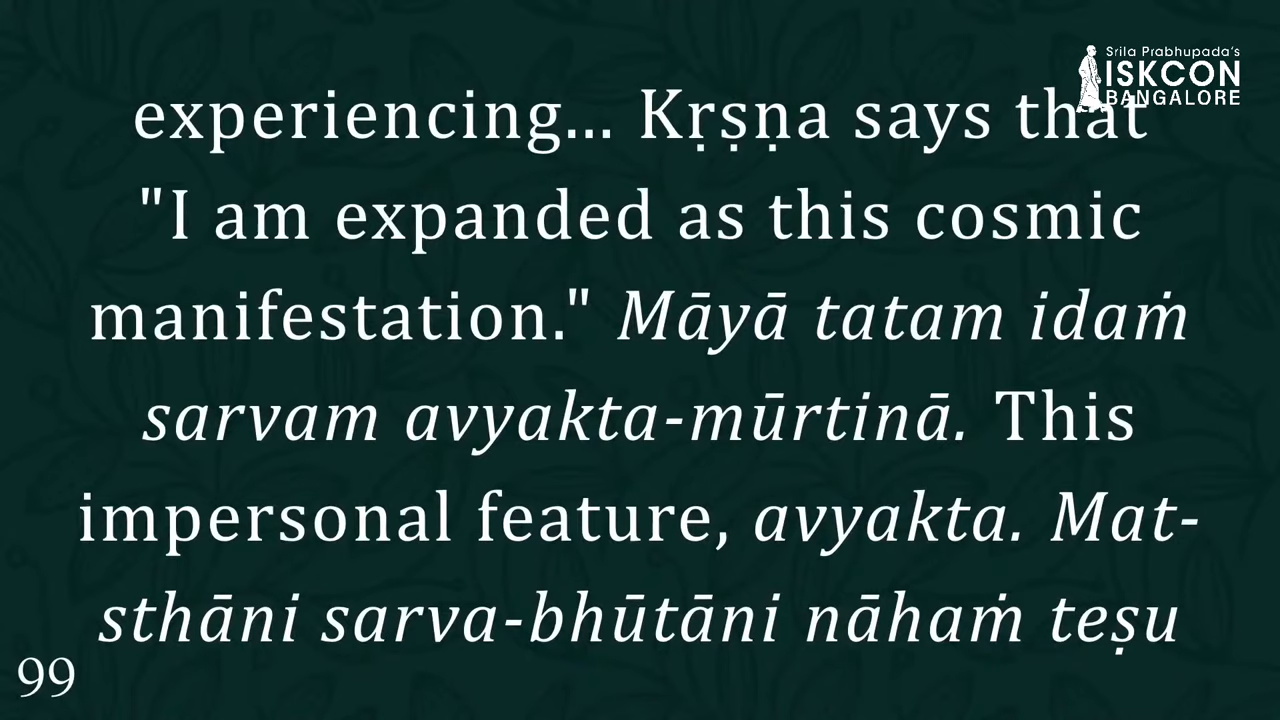 Srila Prabhupada's
ISKCON
BANGALORE
experiencing... Kṛṣṇa says that
"I am expanded as this cosmic
manifestation." Māyā tatam idaṁ
sarvam avyakta-mūrtinā. This
impersonal feature, avyakta. Mat-
sthāni sarva-bhūtāni nāhaṁ teṣu
99